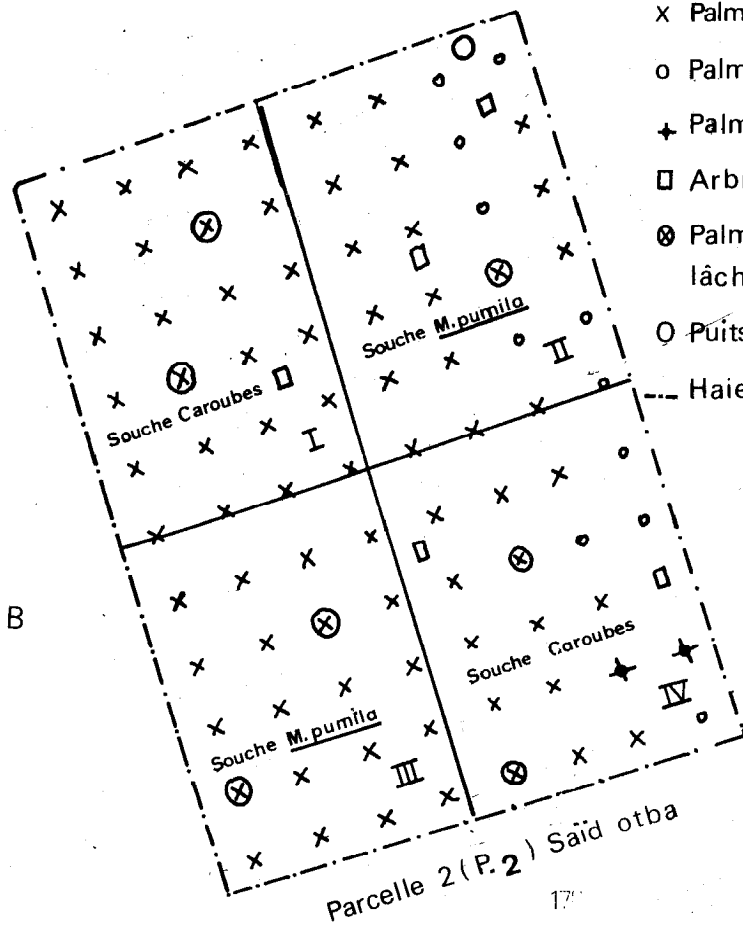 x Palm
o Palm
Palm
Arbr
Palm
lâch
Puits
Haie
Souche M. pumila
II
Souche Caroubes
I
B
Souche Caroubes
IV
Souche M. pumila
III
Parcelle 2 (P. 2) Saïd otba